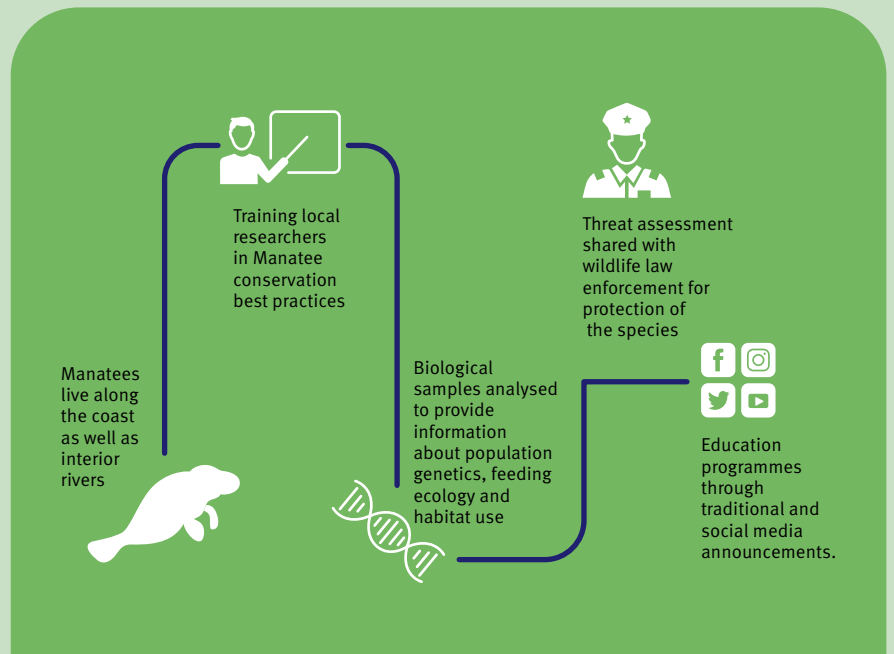 Manatees
live along
the coast
as well as
interior
rivers
Training local
researchers
in Manatee
conservation
best practices
Biological
samples analysed
to provide
information
about population
genetics, feeding
ecology and
habitat use
Threat assessment
shared with
wildlife law
enforcement for
protection of
the species
Education
programmes
through
traditional and
social media
announcements.